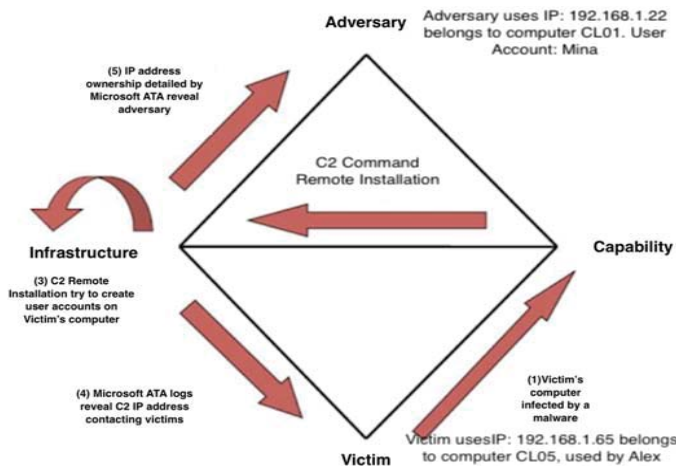 Adversary
Adversary uses IP: 192.168.1.22
belongs to computer CL01. User
Account: Mina
(5) IP address
ownership detailed by
Microsoft ATA reveal
adversary
C2 Command
Remote Installation
Infrastructure
Capability
(3) C2 Remote
Installation try to create
user accounts on
Victim's computer
(4) Microsoft ATA logs
reveal C2 IP address
contacting victims
(1)Victim's
computer
infected by a
malware
Victim
Victim usesIP: 192.168.1.65 belongs
to computer CL05, used by Alex